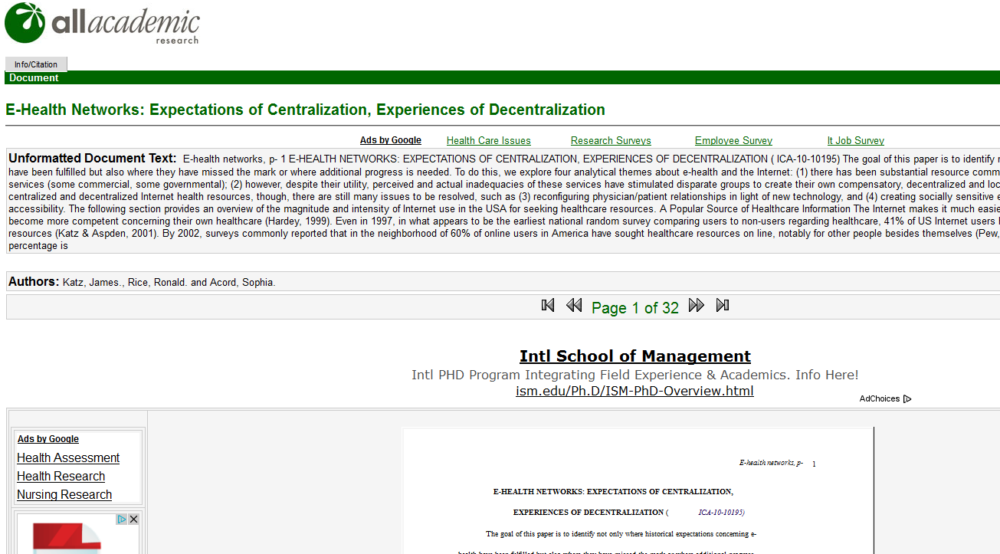 allacademic
research
Info/Citation
Document
E-Health Networks: Expectations of Centralization, Experiences of Decentralization
Ads by Google Health Care Issues Research Surveys Employee Survey It Job Survey
Unformatted Document Text: E-health networks, p- 1 E-HEALTH NETWORKS: EXPECTATIONS OF CENTRALIZATION, EXPERIENCES OF DECENTRALIZATION ( ICA-10-10195) The goal of this paper is to identify
have been fulfilled but also where they have missed the mark or where additional progress is needed. To do this, we explore four analytical themes about e-health and the Internet: (1) there has been substantial resource comm
services (some commercial, some governmental); (2) however, despite their utility, perceived and actual inadequacies of these services have stimulated disparate groups to create their own compensatory, decentralized and loc
centralized and decentralized Internet health resources, though, there are still many issues to be resolved, such as (3) reconfiguring physician/patient relationships in light of new technology, and (4) creating socially sensitive
accessibility. The following section provides an overview of the magnitude and intensity of Internet use in the USA for seeking healthcare resources. A Popular Source of Healthcare Information The Internet makes it much easie
become more competent concerning their own healthcare (Hardey, 1999). Even in 1997, in what appears to be the earliest national random survey comparing users to non-users regarding healthcare, 41% of US Internet users
resources (Katz & Aspden, 2001). By 2002, surveys commonly reported that in the neighborhood of 60% of online users in America have sought healthcare resources on line, notably for other people besides themselves (Pew,
percentage is
Authors: Katz, James., Rice, Ronald. and Acord, Sophia.
Page 1 of 32
Intl School of Management
Intl PHD Program Integrating Field Experience & Academics. Info Here!
ism.edu/Ph.D/ISM-PhD-Overview.html
AdChoices
Ads by Google
Health Assessment
Health Research
Nursing Research
E-health networks, p- 1
E-HEALTH NETWORKS: EXPECTATIONS OF CENTRALIZATION,
EXPERIENCES OF DECENTRALIZATION ( ICA-10-10195)
The goal of this paper is to identify not only where historical expectations concerning e-